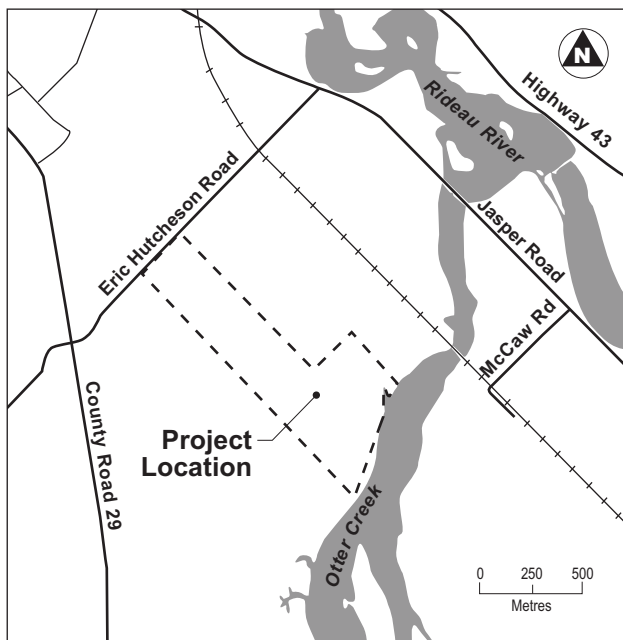 N
Highway 43
Rideau River
Eric Hutcheson Road
Jasper Road
McCaw Rd
County Road 29
Project
Location
Otter Creek
0 250 500
Metres